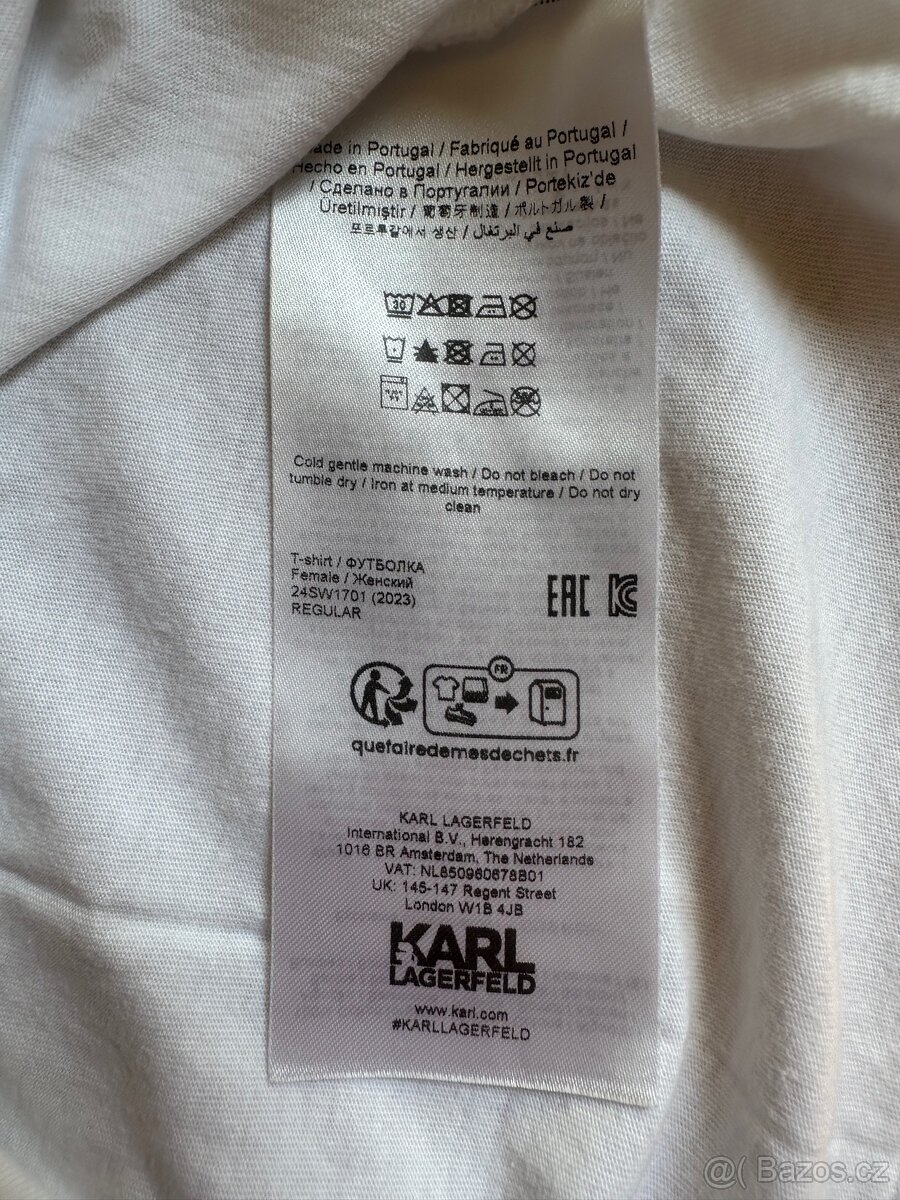 ade in Portugal / Fabriqué au Portugal /
Hecho en Portugal / Hergestellt in Portugal
/ Сделано в Португалии / Portekiz'de
Üretilmiştir / 葡萄牙制造 / ポルトガル製 /
포르투갈에서 생산 / صنع في البرتغال
30
Cold gentle machine wash / Do not bleach / Do not
tumble dry / Iron at medium temperature / Do not dry
clean
T-shirt / ФУТБОЛКА
Female / Женский
24SW1701 (2023)
REGULAR
EAC KC
FR
quefairedemesdechets.fr
KARL LAGERFELD
International B.V., Herengracht 182
1016 BR Amsterdam, The Netherlands
VAT: NL850960678B01
UK: 145-147 Regent Street
London W1B 4JB
KARL
LAGERFELD
www.karl.com
#KARLLAGERFELD
@( Bazos.cz